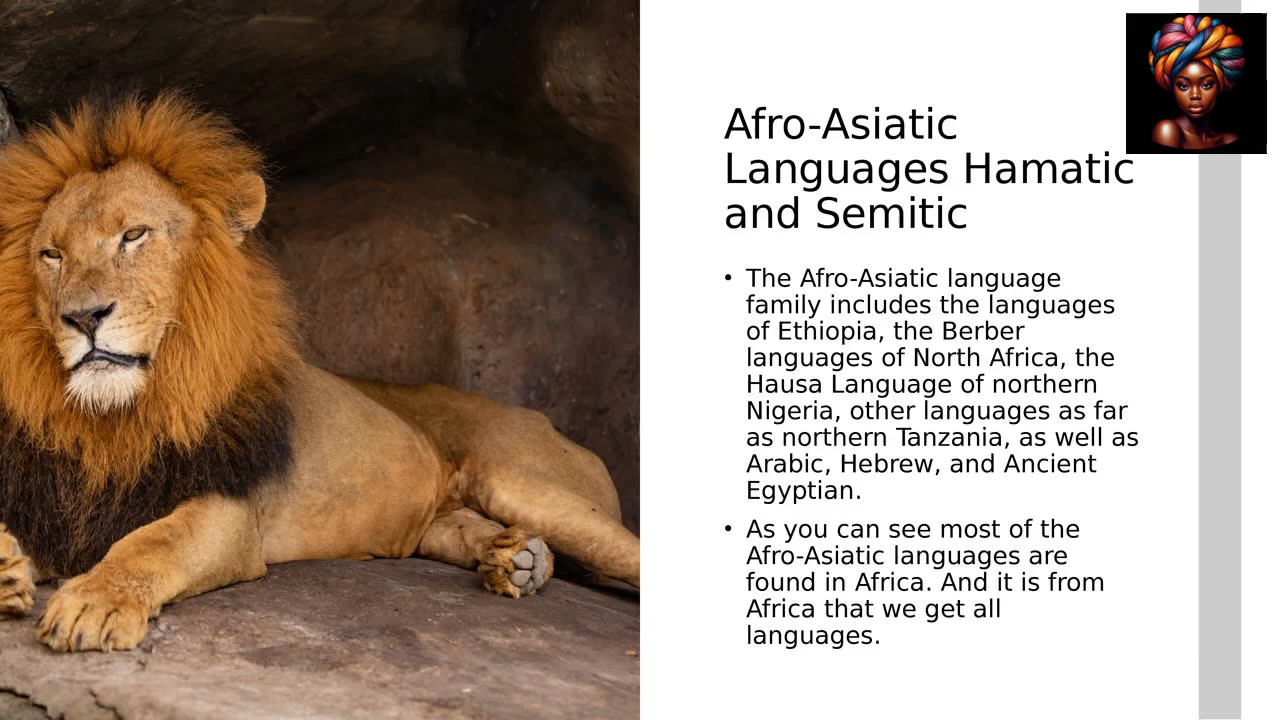 Afro-Asiatic
Languages Hamatic
and Semitic
• The Afro-Asiatic language
family includes the languages
of Ethiopia, the Berber
languages of North Africa, the
Hausa Language of northern
Nigeria, other languages as far
as northern Tanzania, as well as
Arabic, Hebrew, and Ancient
Egyptian.
• As you can see most of the
Afro-Asiatic languages are
found in Africa. And it is from
Africa that we get all
languages.